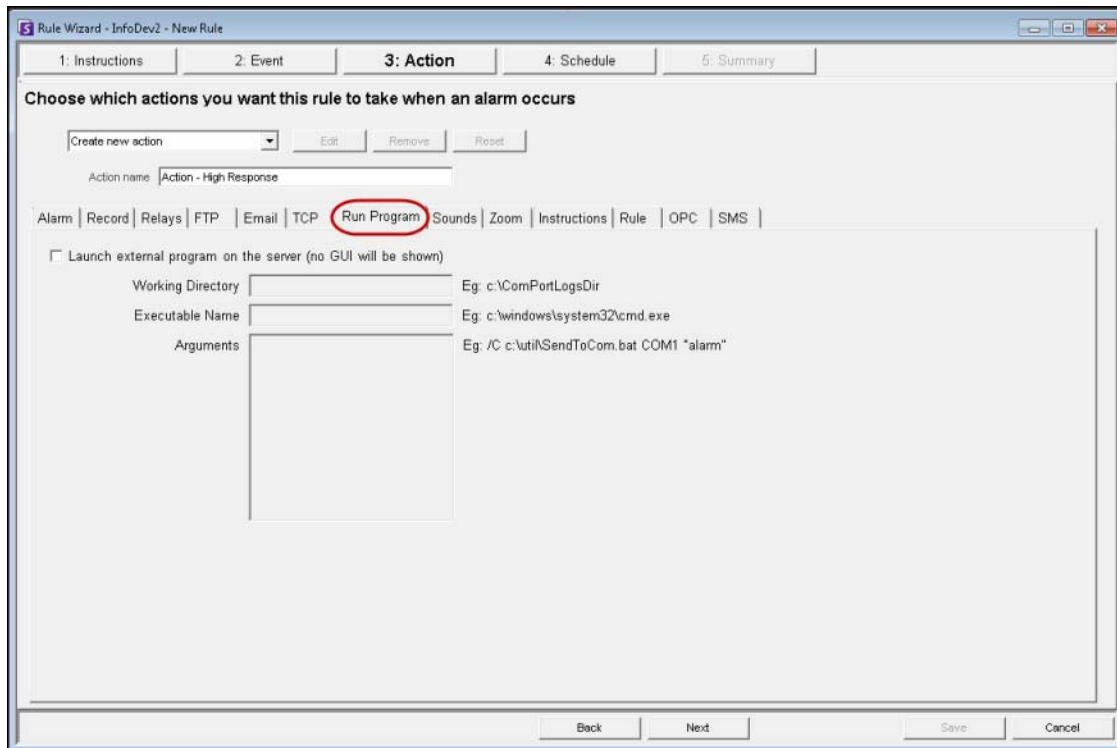 Rule Wizard - InfoDev2 - New Rule
1: Instructions 2: Event 3: Action 4: Schedule 5: Summary
Choose which actions you want this rule to take when an alarm occurs
Create new action Edit Remove Reset
Action name Action - High Response
Alarm Record Relays FTP Email TCP Run Program Sounds Zoom Instructions Rule OPC SMS
Launch external program on the server (no GUI will be shown)
Working Directory Eg: c:\ComPortLogsDir
Executable Name Eg: c:\windows\system32\cmd.exe
Arguments Eg: /C c:\util\SendToCom.bat COM1 "alarm"
Back Next Save Cancel